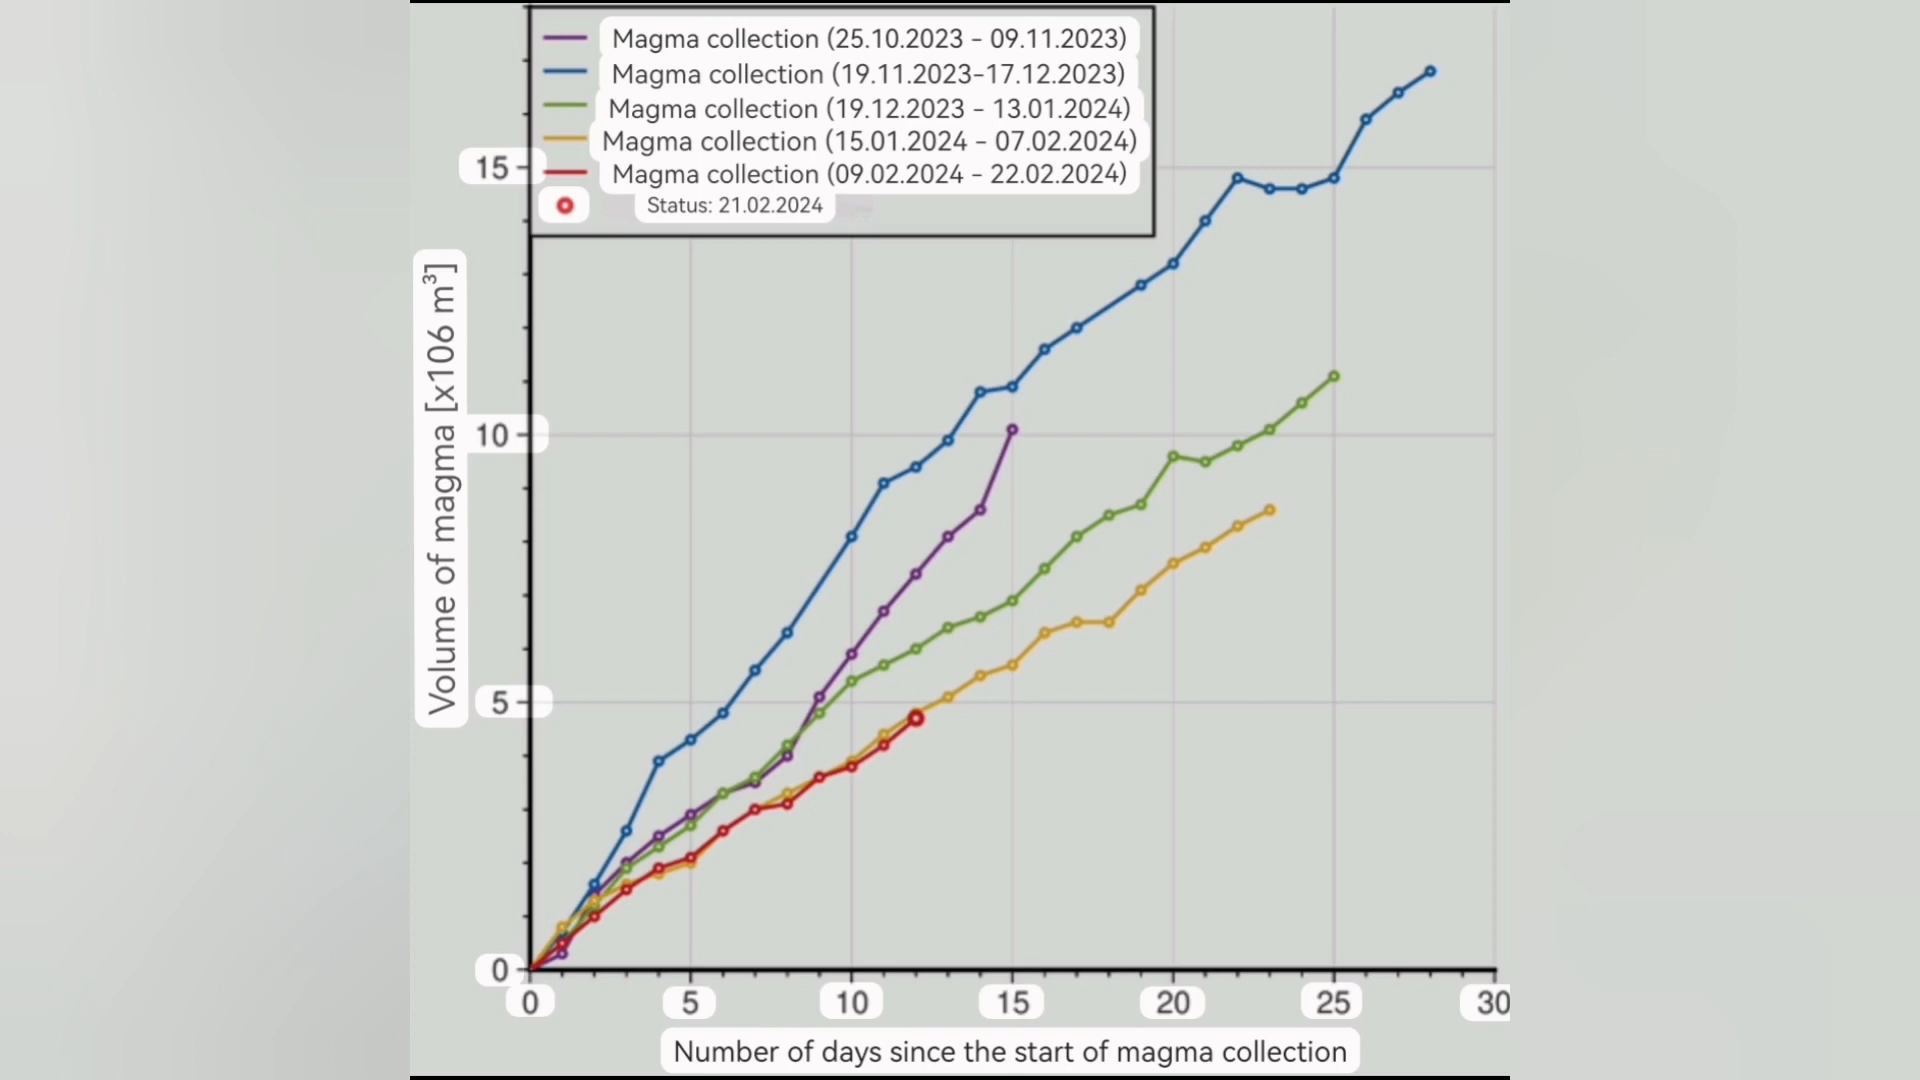 Magma collection (25.10.2023 - 09.11.2023)
Magma collection (19.11.2023-17.12.2023)
Magma collection (19.12.2023 - 13.01.2024)
Magma collection (15.01.2024 - 07.02.2024)
Magma collection (09.02.2024 - 22.02.2024)
Status: 21.02.2024
Volume of magma [x106 m³]
15
10
5
0
0 5 10 15 20 25 30
Number of days since the start of magma collection